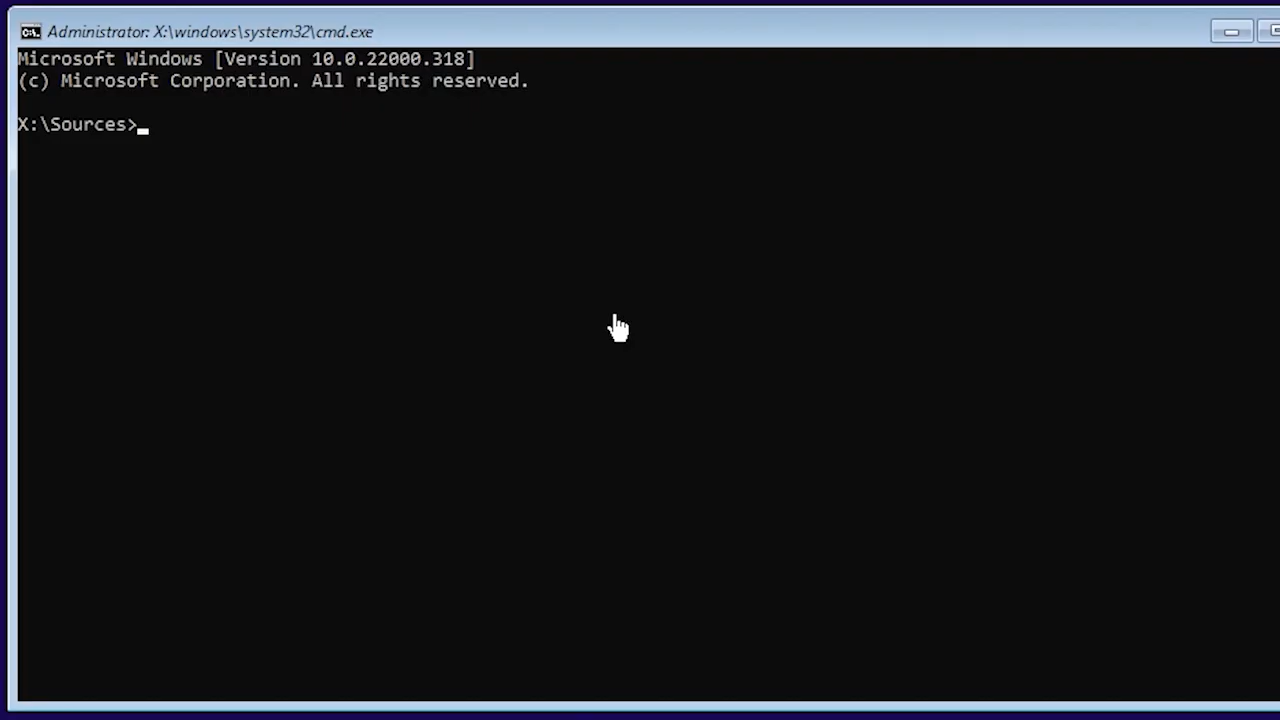 Administrator: X:\windows\system32\cmd.exe
Microsoft Windows [Version 10.0.22000.318]
(c) Microsoft Corporation. All rights reserved.
X:\Sources>